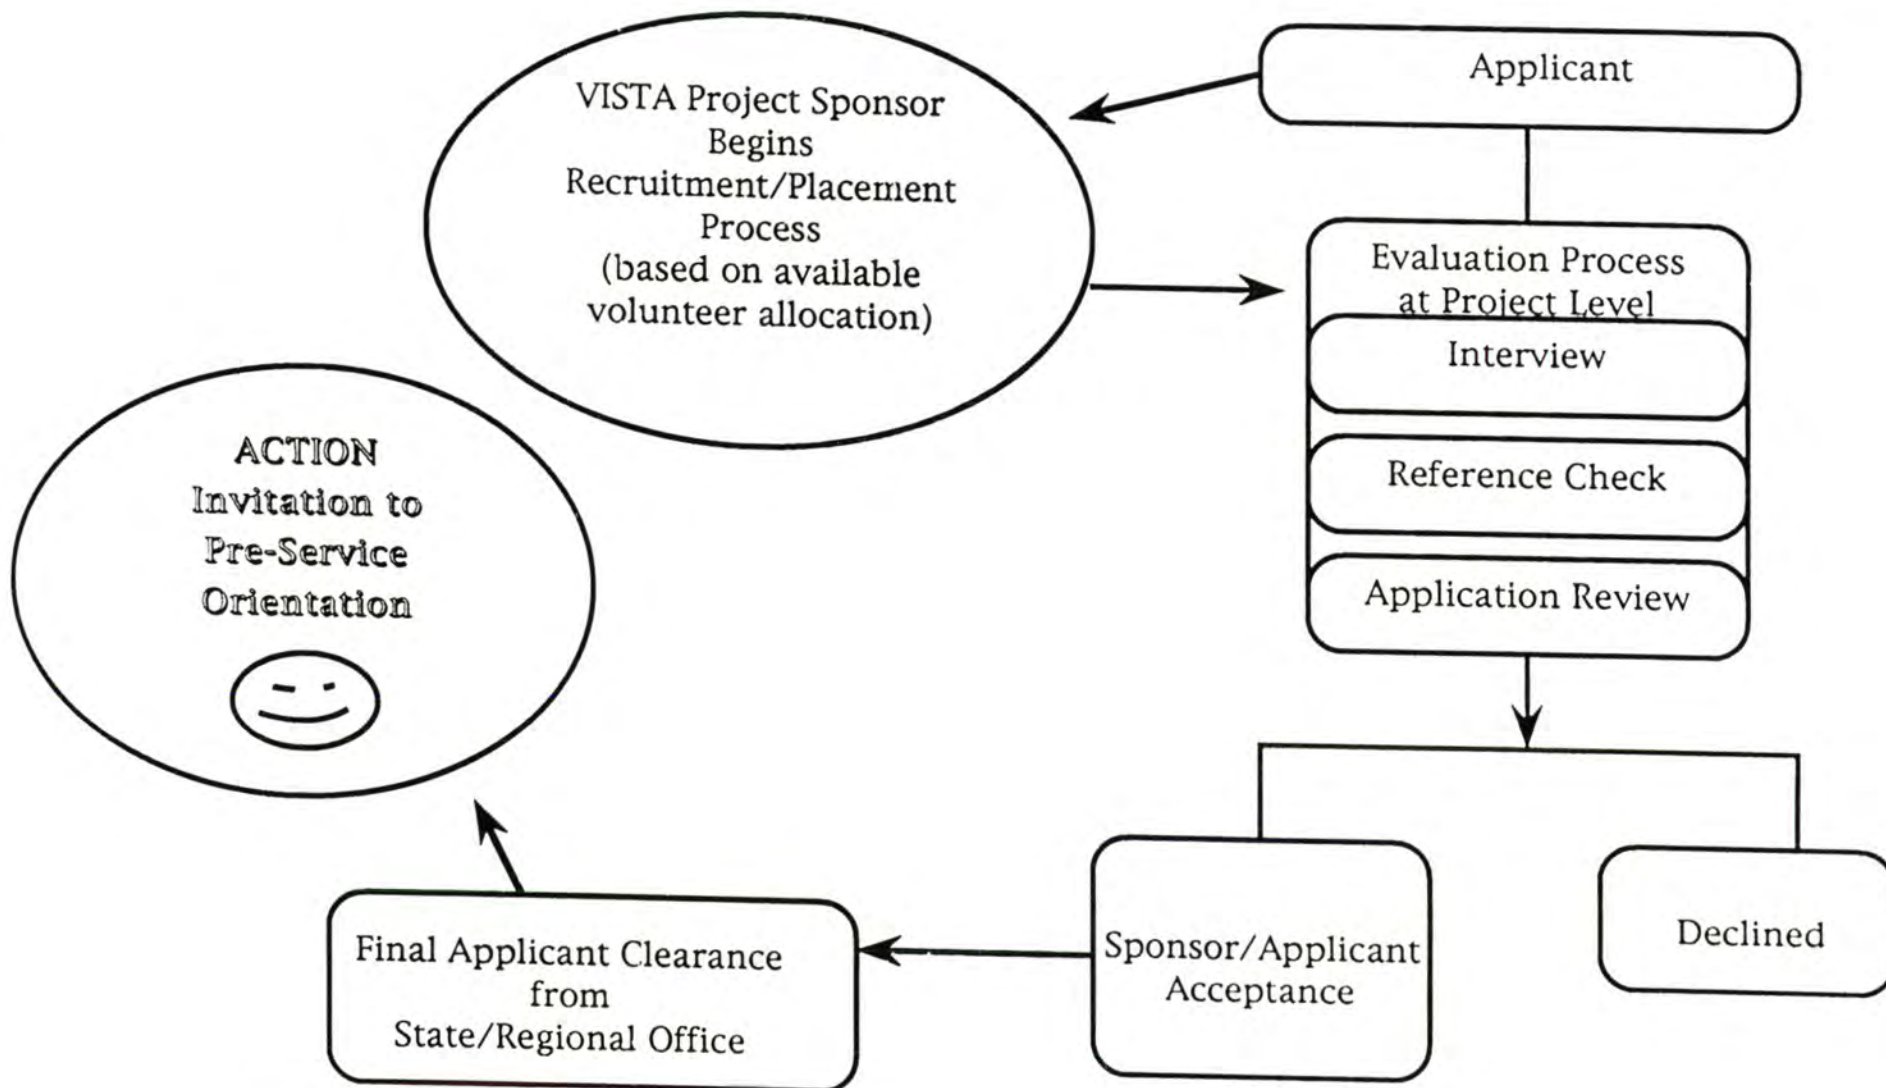 Applicant
VISTA Project Sponsor
Begins
Recruitment/Placement
Process
(based on available
volunteer allocation)
Evaluation Process
at Project Level
Interview
Reference Check
Application Review
Sponsor/Applicant
Acceptance
Declined
Final Applicant Clearance
from
State/Regional Office
ACTION
Invitation to
Pre-Service
Orientation